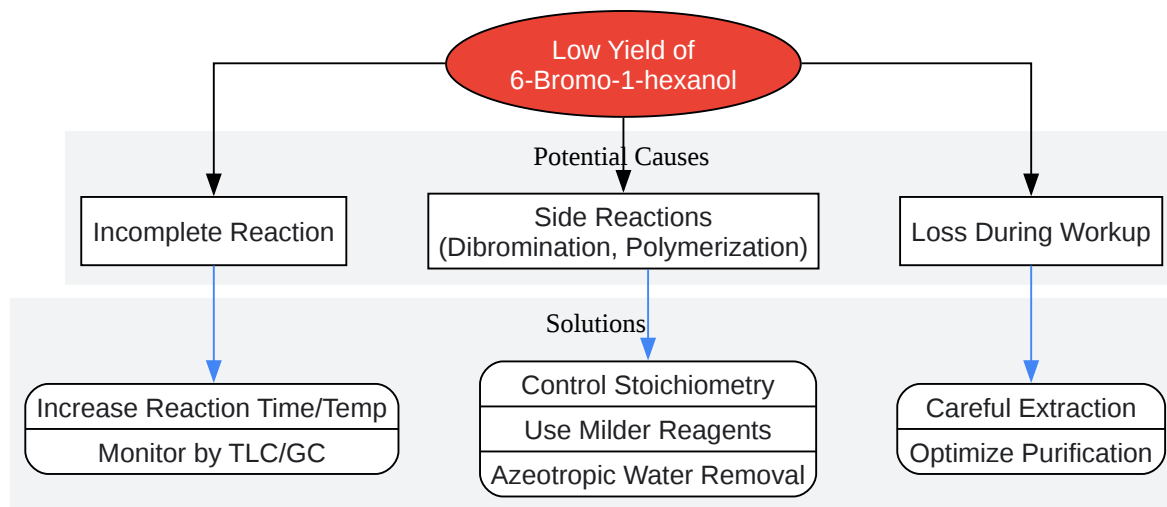 Low Yield of
6-Bromo-1-hexanol
Potential Causes
Incomplete Reaction
Side Reactions
(Dibromination, Polymerization)
Loss During Workup
Solutions
Increase Reaction Time/Temp
Monitor by TLC/GC
Control Stoichiometry
Use Milder Reagents
Azeotropic Water Removal
Careful Extraction
Optimize Purification